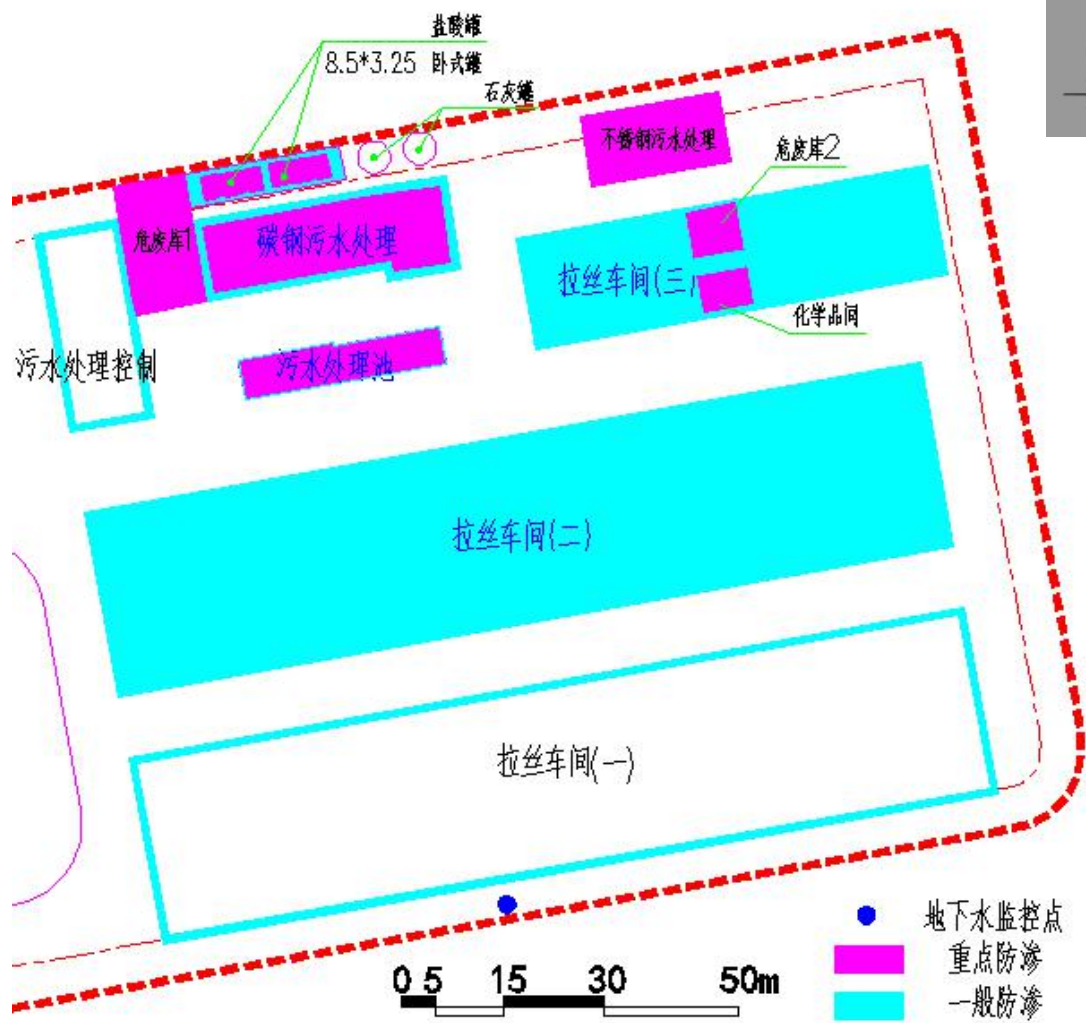 盐酸罐
8.5*3.25 卧式罐
石灰罐
不锈钢污水处理
危废库2
危废库1
碳钢污水处理
拉丝车间(三)
化学品间
污水处理控制
污水处理池
拉丝车间(二)
拉丝车间(一)
地下水监控点
重点防渗
一般防渗
0 5 15 30 50m